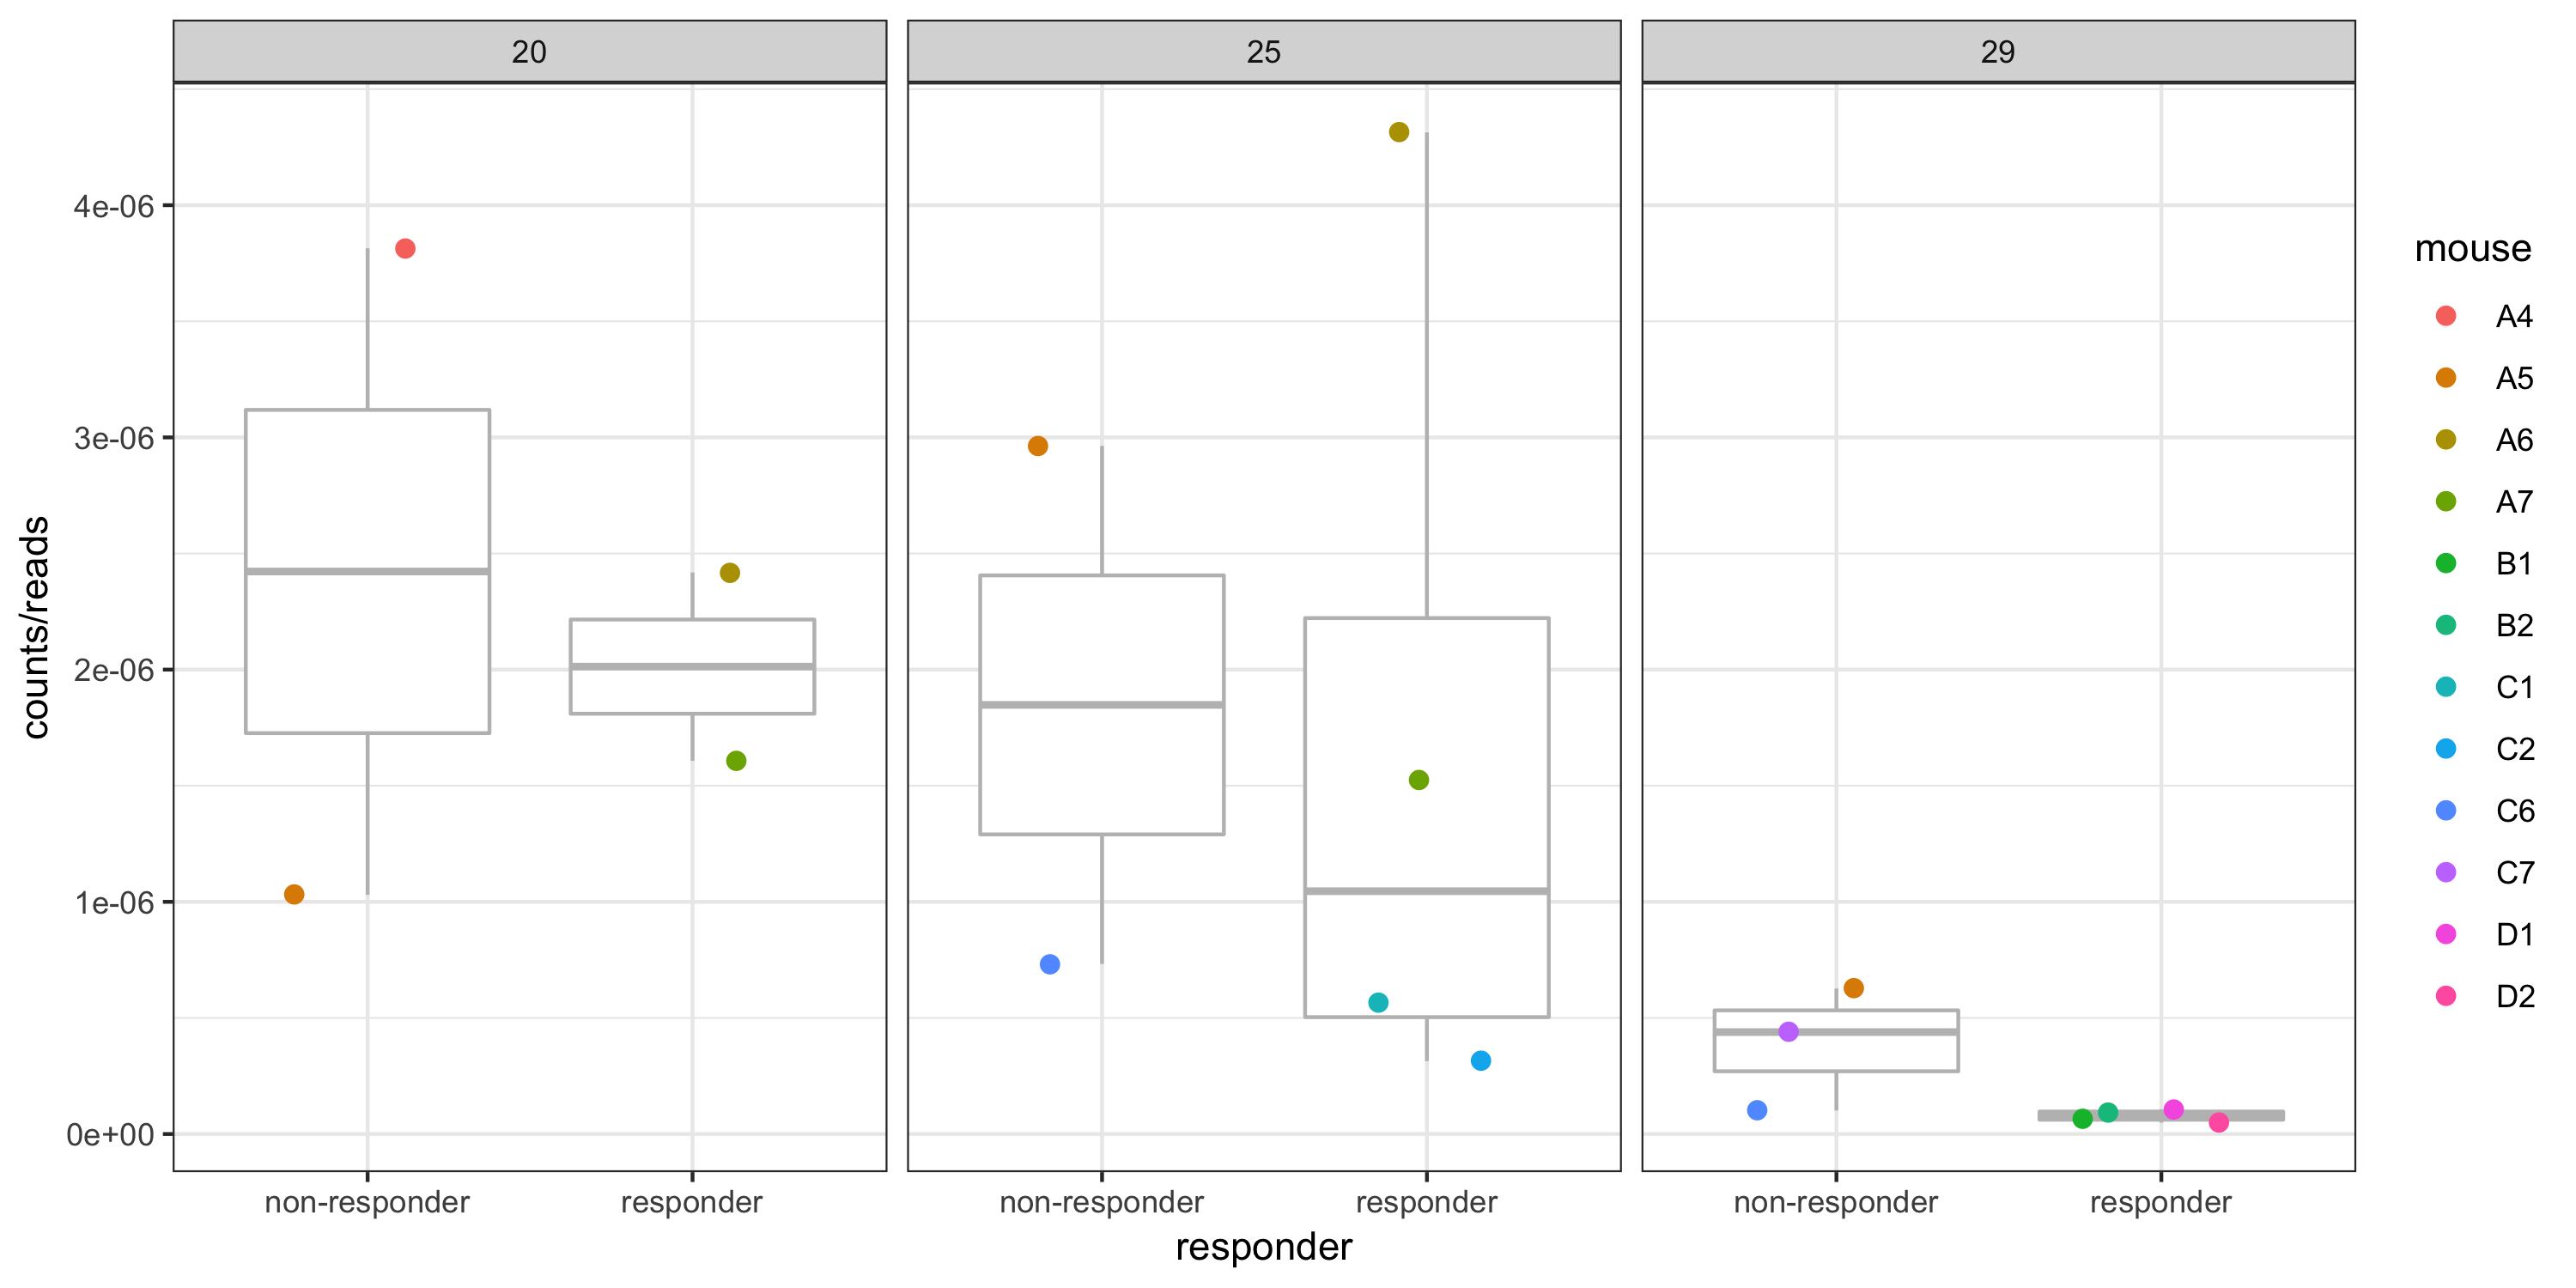 20
25
29
counts/reads
4e-06
3e-06
2e-06
1e-06
0e+00
non-responder
responder
non-responder
responder
non-responder
responder
responder
mouse
A4
A5
A6
A7
B1
B2
C1
C2
C6
C7
D1
D2